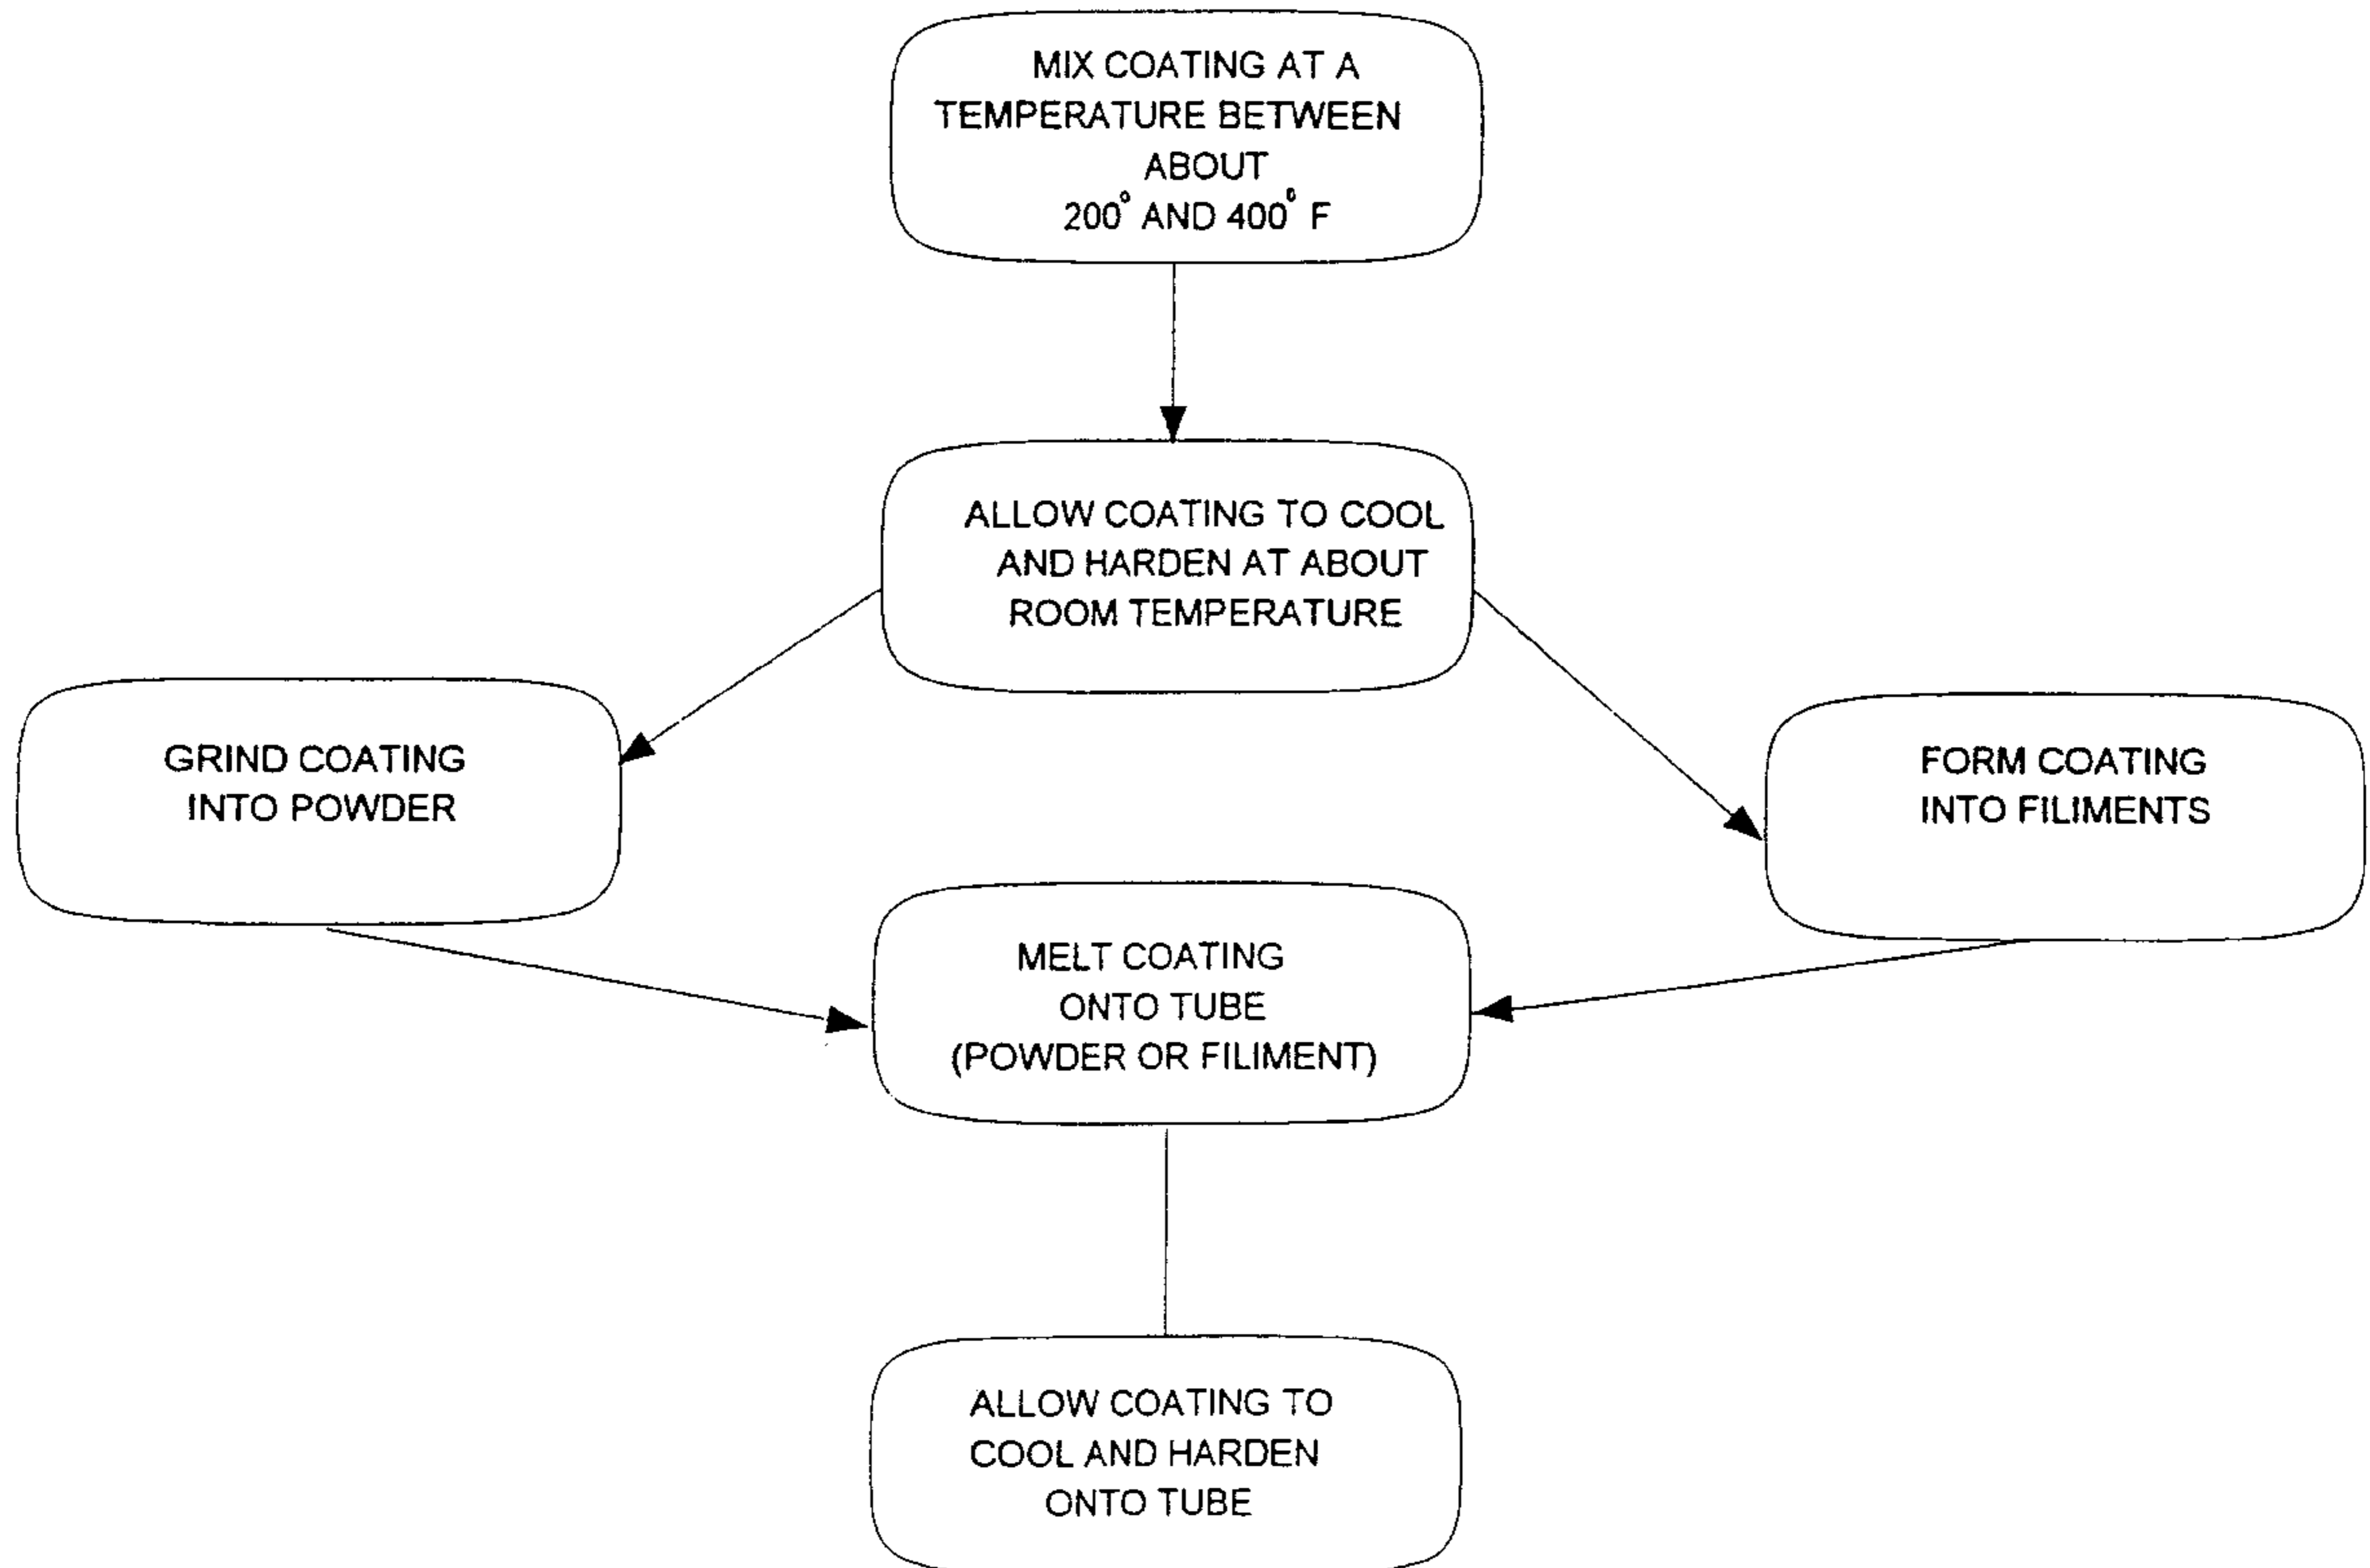 MIX COATING AT A
TEMPERATURE BETWEEN
ABOUT
200° AND 400° F
ALLOW COATING TO COOL
AND HARDEN AT ABOUT
ROOM TEMPERATURE
GRIND COATING
INTO POWDER
FORM COATING
INTO FILIMENTS
MELT COATING
ONTO TUBE
(POWDER OR FILIMENT)
ALLOW COATING TO
COOL AND HARDEN
ONTO TUBE